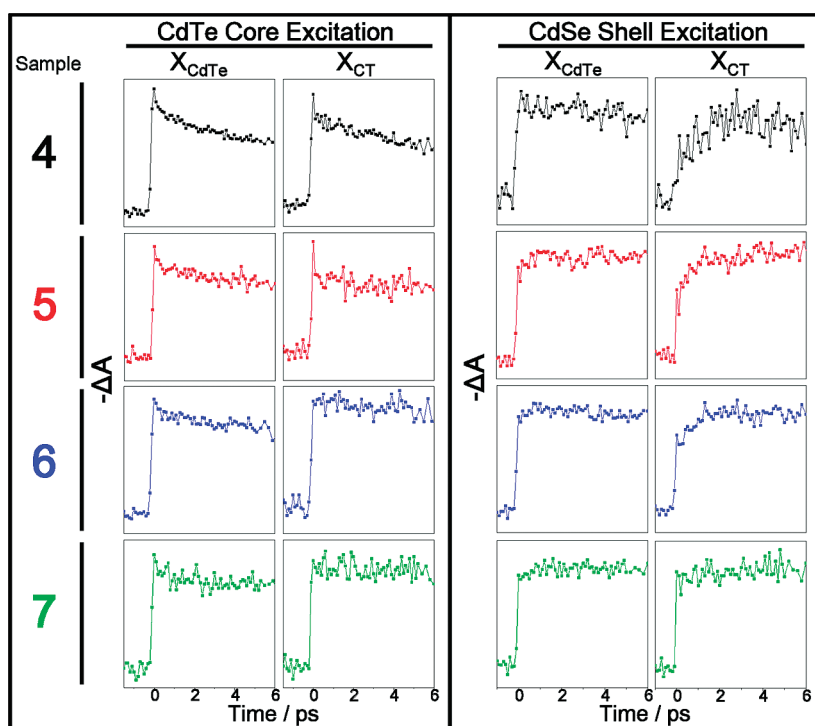 CdTe Core Excitation
CdSe Shell Excitation
Sample
XCdTe
XCT
XCdTe
XCT
4
5
6
7
-ΔA
-ΔA
0 2 4 6
0 2 4 6
0 2 4 6
0 2 4 6
Time / ps
Time / ps